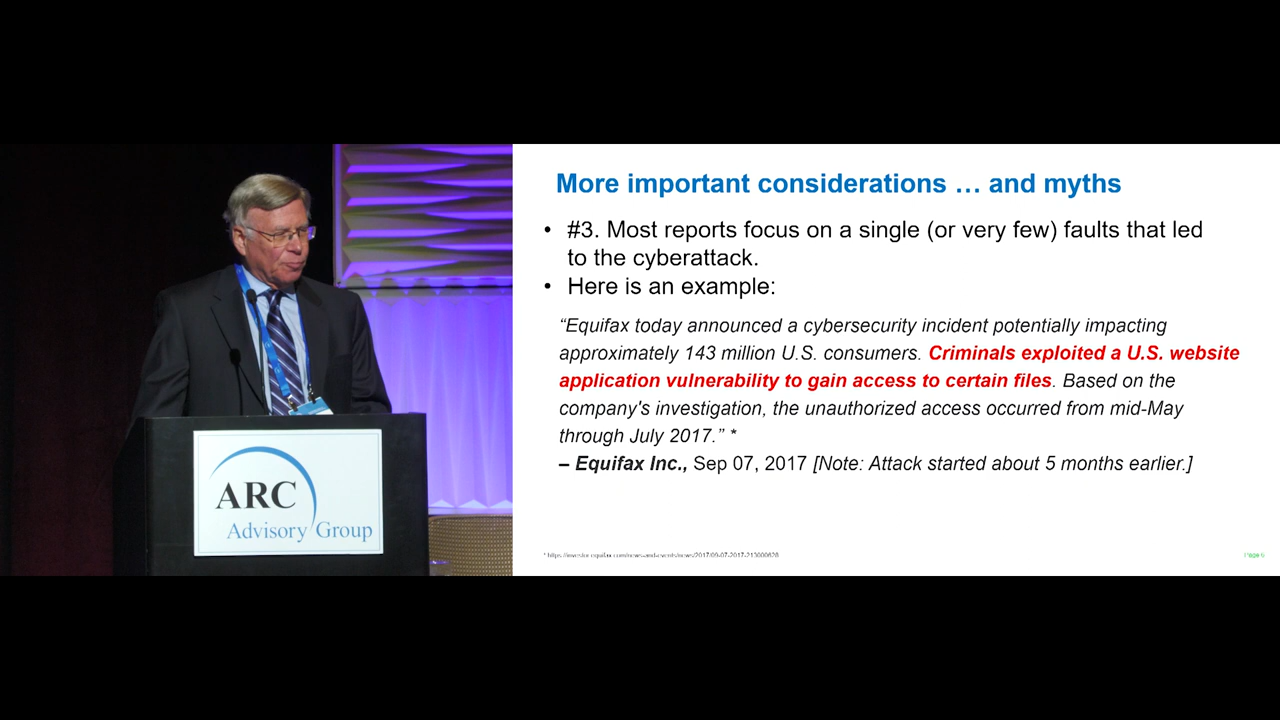 More important considerations … and myths
• #3. Most reports focus on a single (or very few) faults that led
to the cyberattack.
• Here is an example:
“Equifax today announced a cybersecurity incident potentially impacting
approximately 143 million U.S. consumers. Criminals exploited a U.S. website
application vulnerability to gain access to certain files. Based on the
company's investigation, the unauthorized access occurred from mid-May
through July 2017.” *
– Equifax Inc., Sep 07, 2017 [Note: Attack started about 5 months earlier.]
Page 6
ARC
Advisory Group